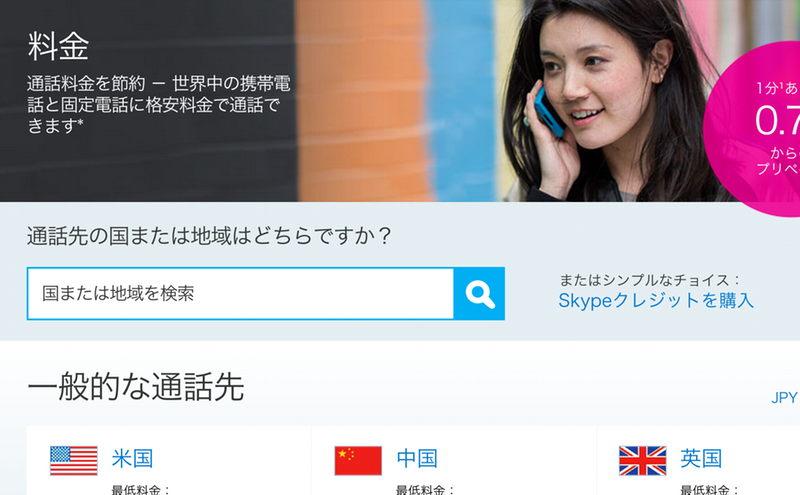 料金
通話料金を節約 － 世界中の携帯電
話と固定電話に格安料金で通話で
きます*
1分¹あ
0.7
から
プリペ
通話先の国または地域はどちらですか？
国または地域を検索
またはシンプルなチョイス：
Skypeクレジットを購入
一般的な通話先
JPY
米国
中国
英国
最低料金：
最低料金：
最低料金：